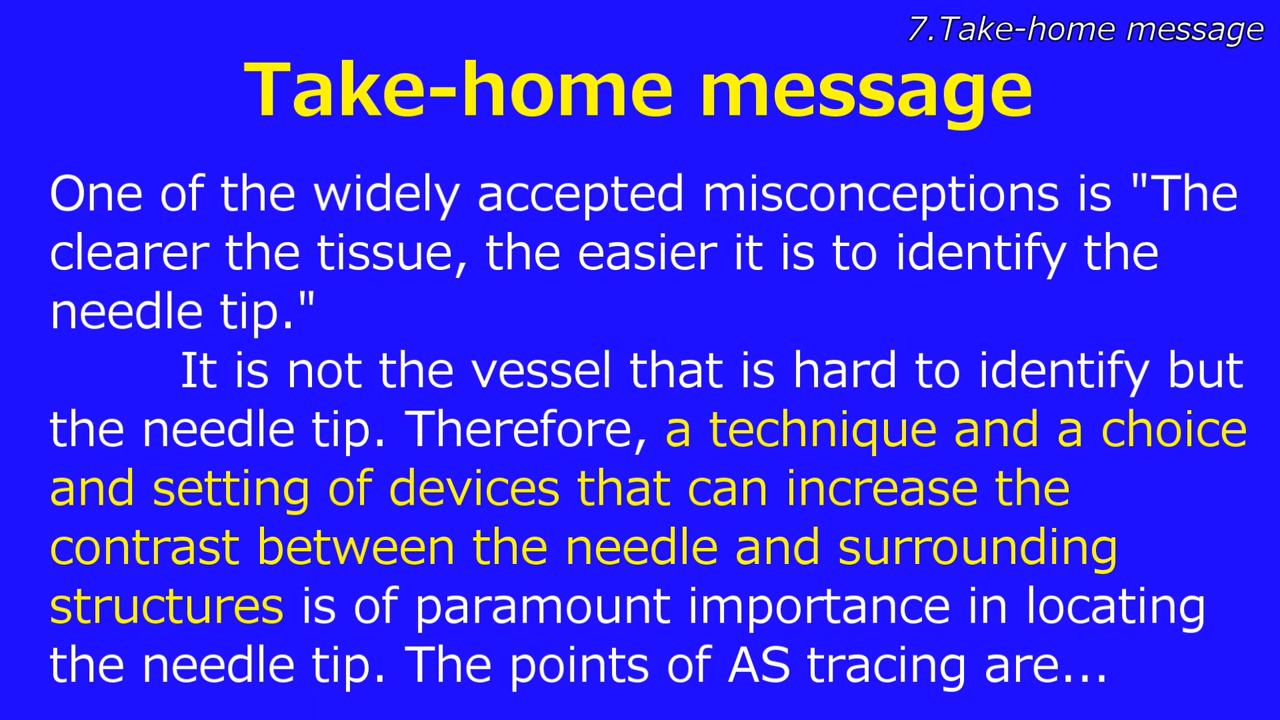 7.Take-home message
Take-home message
One of the widely accepted misconceptions is "The
clearer the tissue, the easier it is to identify the
needle tip."
It is not the vessel that is hard to identify but
the needle tip. Therefore, a technique and a choice
and setting of devices that can increase the
contrast between the needle and surrounding
structures is of paramount importance in locating
the needle tip. The points of AS tracing are...